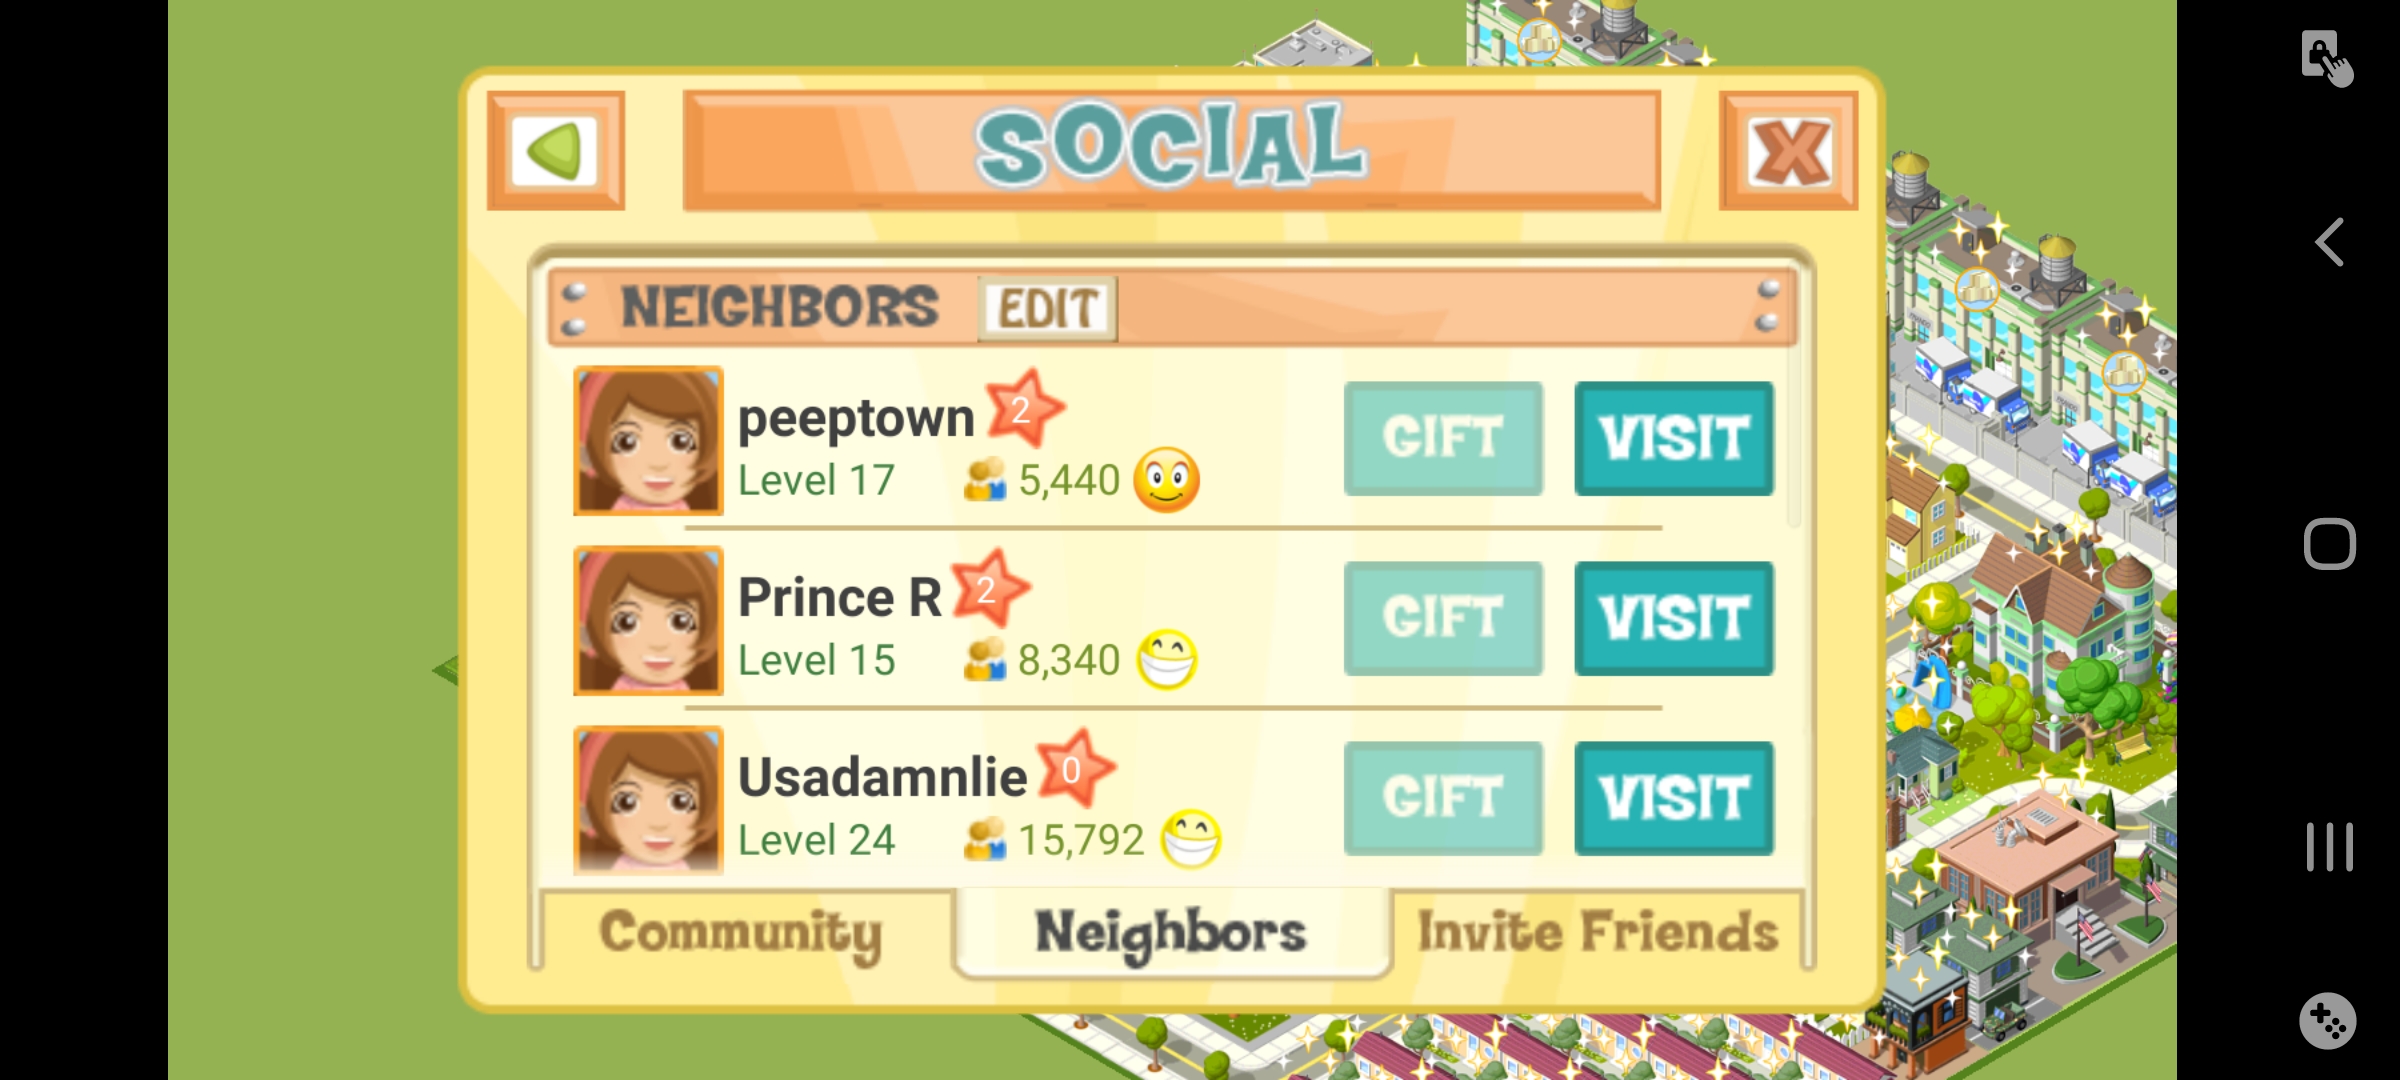 SOCIAL
NEIGHBORS EDIT
peeptown 2
Level 17 5,440
GIFT VISIT
Prince R 2
Level 15 8,340
GIFT VISIT
Usadamnlie 0
Level 24 15,792
GIFT VISIT
Community Neighbors Invite Friends